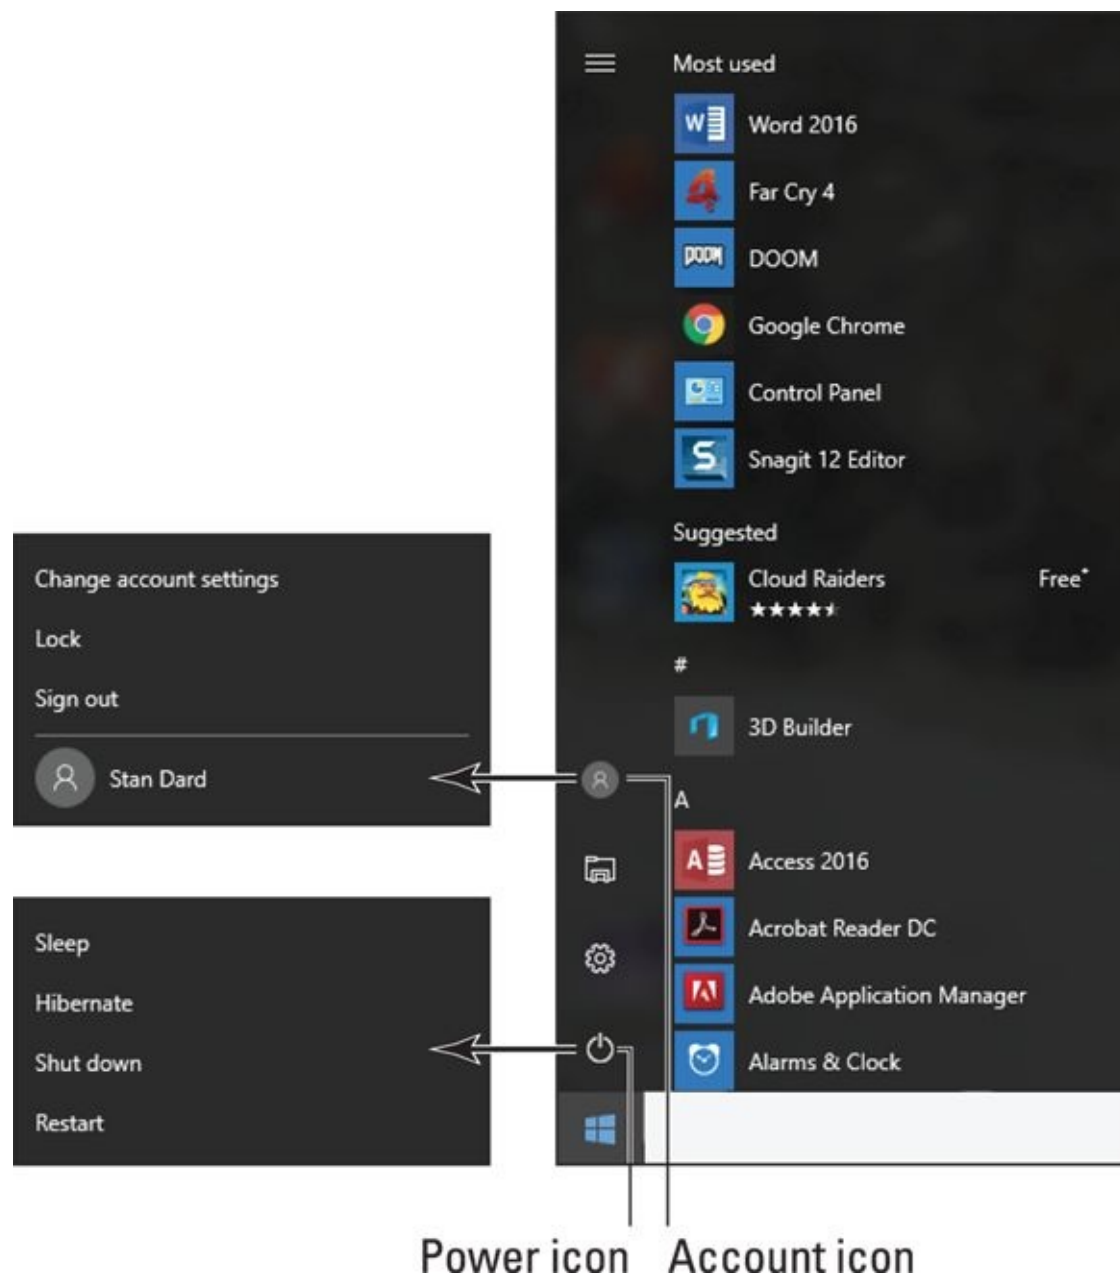 Most used
Word 2016
Far Cry 4
DOOM
Google Chrome
Control Panel
Snagit 12 Editor
Suggested
Cloud Raiders Free*
#
3D Builder
A
Access 2016
Acrobat Reader DC
Adobe Application Manager
Alarms & Clock
Change account settings
Lock
Sign out
Stan Dard
Sleep
Hibernate
Shut down
Restart
Power icon Account icon